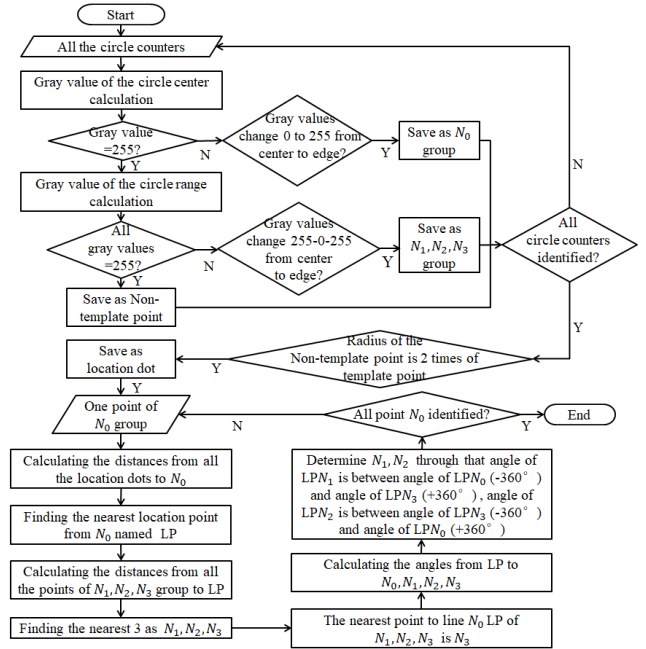 Start
All the circle counters
Gray value of the circle center
calculation
Gray value
=255?
N
Y
Gray values
change 0 to 255 from
center to edge?
Y
Save as N₀
group
N
Gray value of the circle range
calculation
All
gray values
=255?
N
Y
Gray values
change 255-0-255
from center
to edge?
Y
Save as
N₁,N₂,N₃
group
All
circle counters
identified?
Save as Non-
template point
Y
Radius of the
Non-template point is 2 times of
template point
Y
Save as
location dot
Y
One point of
N₀ group
N
All point N₀ identified?
Y
End
Calculating the distances from all
the location dots to N₀
Finding the nearest location point
from N₀ named LP
Calculating the distances from all
the points of N₁,N₂,N₃ group to LP
Finding the nearest 3 as N₁,N₂,N₃
The nearest point to line N₀ LP of
N₁,N₂,N₃ is N₃
Calculating the angles from LP to
N₀,N₁,N₂,N₃
Determine N₁,N₂ through that angle of
LPN₁ is between angle of LPN₀ (-360°)
and angle of LPN₃ (+360°), angle of
LPN₂ is between angle of LPN₃ (-360°)
and angle of LPN₀ (+360°)